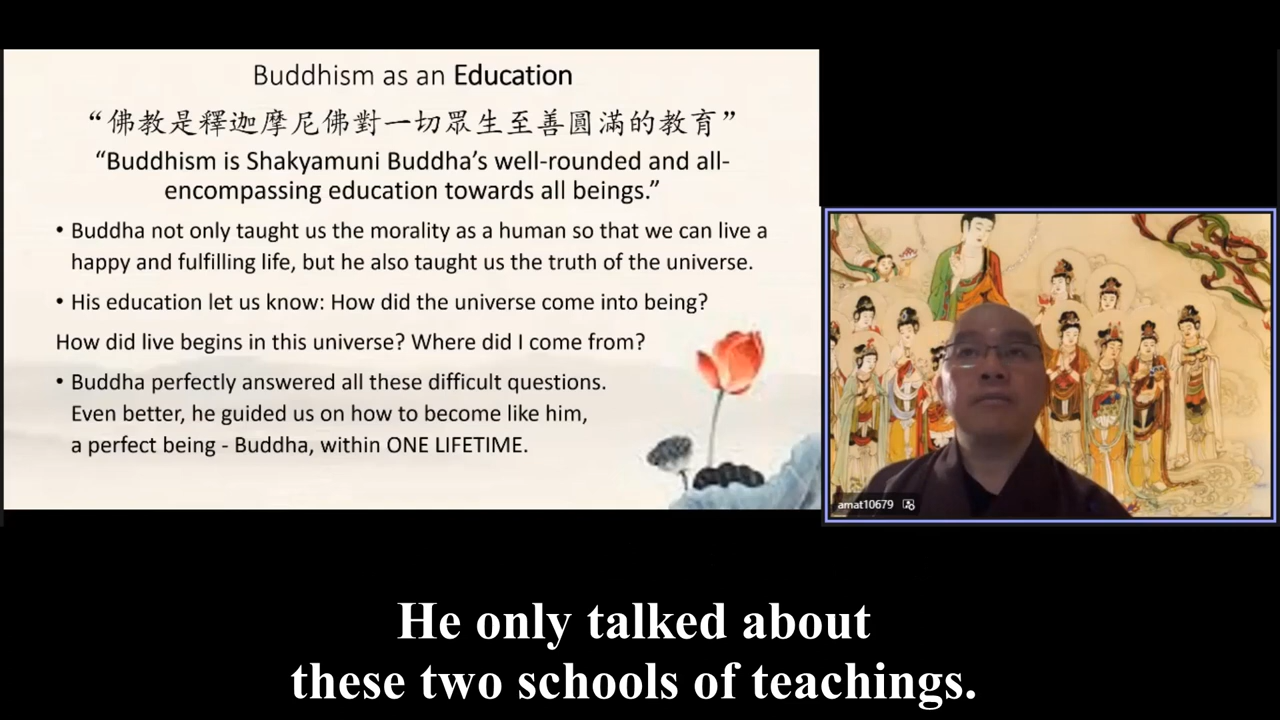 Buddhism as an Education
“佛教是釋迦摩尼佛對一切眾生至善圓滿的教育”
“Buddhism is Shakyamuni Buddha’s well-rounded and all-
encompassing education towards all beings.”
• Buddha not only taught us the morality as a human so that we can live a
happy and fulfilling life, but he also taught us the truth of the universe.
• His education let us know: How did the universe come into being?
How did live begins in this universe? Where did I come from?
• Buddha perfectly answered all these difficult questions.
Even better, he guided us on how to become like him,
a perfect being - Buddha, within ONE LIFETIME.
amat10679
He only talked about
these two schools of teachings.